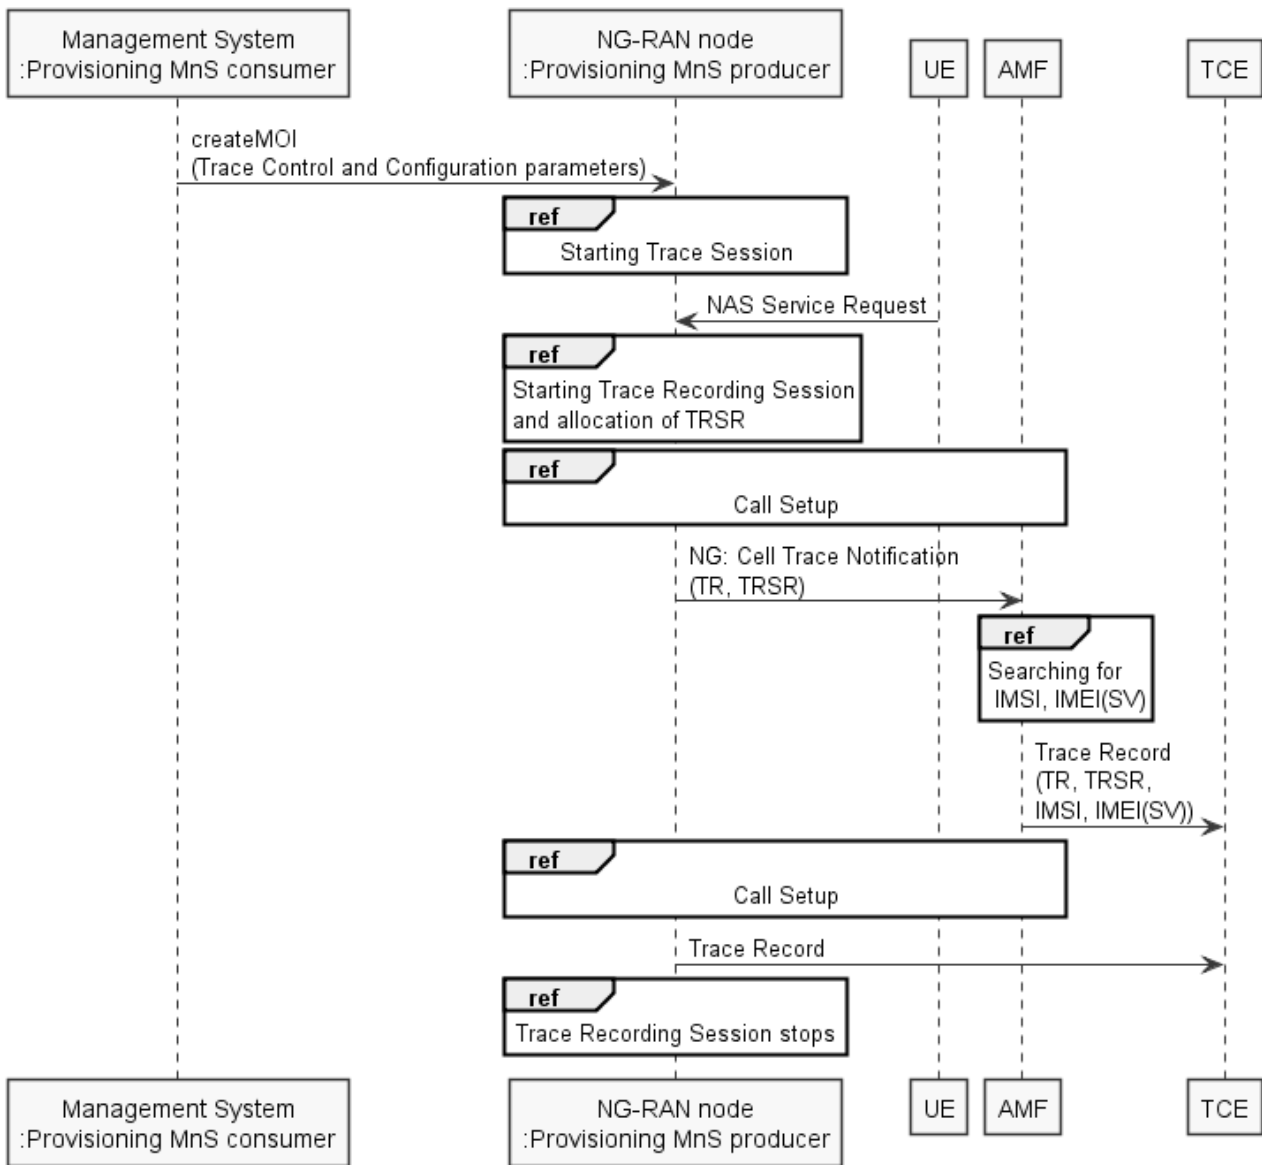 Management System
:Provisioning MnS consumer
NG-RAN node
:Provisioning MnS producer
UE
AMF
TCE
createMOI
(Trace Control and Configuration parameters)
ref
Starting Trace Session
NAS Service Request
ref
Starting Trace Recording Session
and allocation of TRSR
ref
Call Setup
NG: Cell Trace Notification
(TR, TRSR)
ref
Searching for
IMSI, IMEI(SV)
Trace Record
(TR, TRSR,
IMSI, IMEI(SV))
ref
Call Setup
Trace Record
ref
Trace Recording Session stops
Management System
:Provisioning MnS consumer
NG-RAN node
:Provisioning MnS producer
UE
AMF
TCE